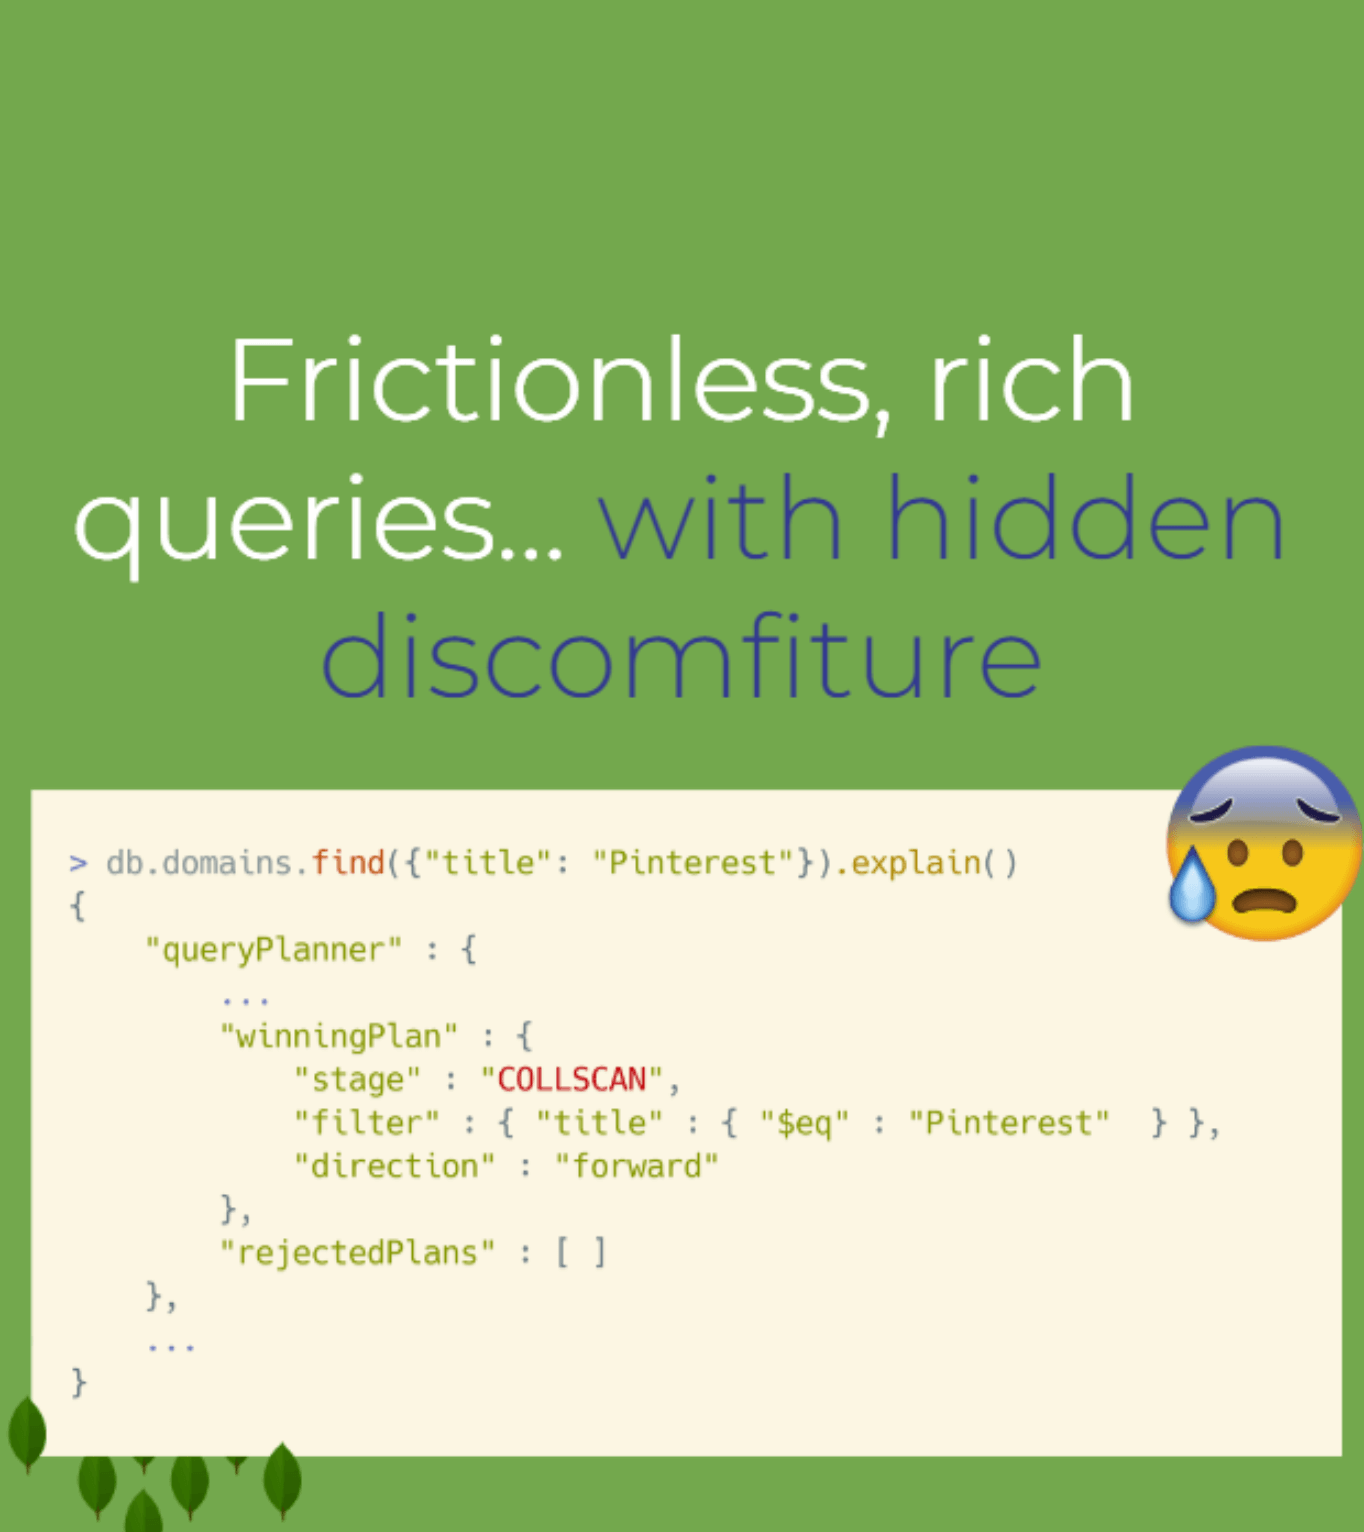 Frictionless, rich
queries... with hidden
discomfiture
> db.domains.find({"title": "Pinterest"}).explain()
{
    "queryPlanner" : {
        ...
        "winningPlan" : {
            "stage" : "COLLSCAN",
            "filter" : { "title" : { "$eq" : "Pinterest"  } },
            "direction" : "forward"
        },
        "rejectedPlans" : [ ]
    },
    ...
}